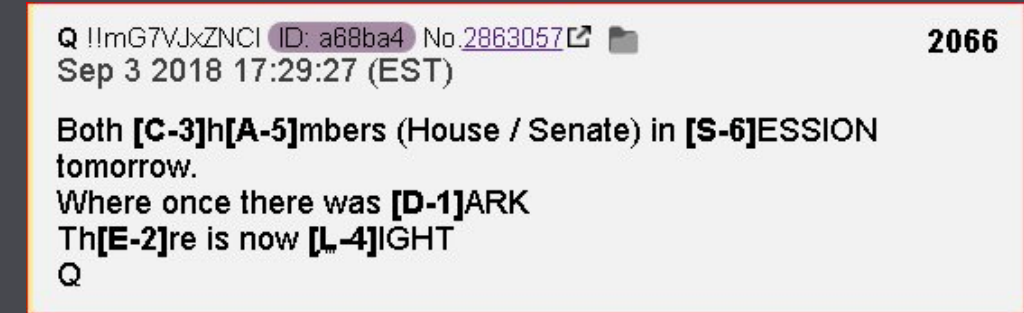 Q !!mG7VJxZNCI ID: a68ba4 No.2863057 2066
Sep 3 2018 17:29:27 (EST)
Both [C-3]h[A-5]mbers (House / Senate) in [S-6]ESSION
tomorrow.
Where once there was [D-1]ARK
Th[E-2]re is now [L-4]IGHT
Q